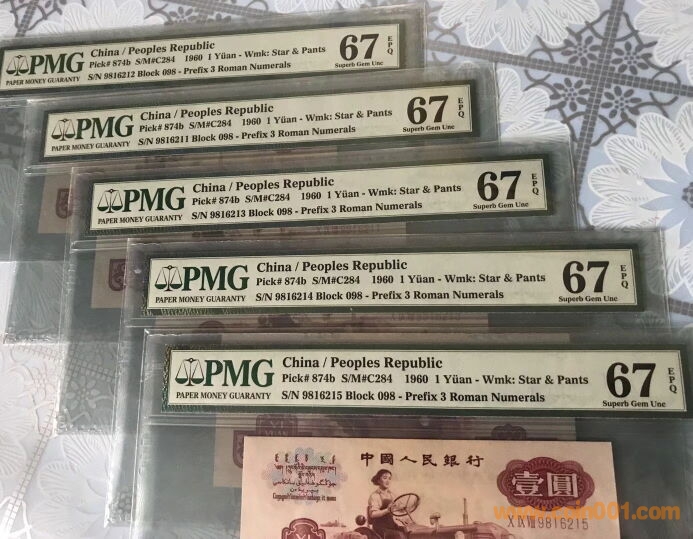 PMG
PAPER MONEY GUARANTY
China / Peoples Republic
Pick# 874b S/M#C284 1960 1 Yüan - Wmk: Star & Pants
S/N 9816212 Block 098 - Prefix 3 Roman Numerals
67 EPQ
Superb Gem Unc
PMG
PAPER MONEY GUARANTY
China / Peoples Republic
Pick# 874b S/M#C284 1960 1 Yüan - Wmk: Star & Pants
S/N 9816211 Block 098 - Prefix 3 Roman Numerals
67 EPQ
Superb Gem Unc
PMG
PAPER MONEY GUARANTY
China / Peoples Republic
Pick# 874b S/M#C284 1960 1 Yüan - Wmk: Star & Pants
S/N 9816213 Block 098 - Prefix 3 Roman Numerals
67 EPQ
Superb Gem Unc
PMG
PAPER MONEY GUARANTY
China / Peoples Republic
Pick# 874b S/M#C284 1960 1 Yüan - Wmk: Star & Pants
S/N 9816214 Block 098 - Prefix 3 Roman Numerals
67 EPQ
Superb Gem Unc
PMG
PAPER MONEY GUARANTY
China / Peoples Republic
Pick# 874b S/M#C284 1960 1 Yüan - Wmk: Star & Pants
S/N 9816215 Block 098 - Prefix 3 Roman Numerals
67 EPQ
Superb Gem Unc
中國人民銀行
壹圓
9816215